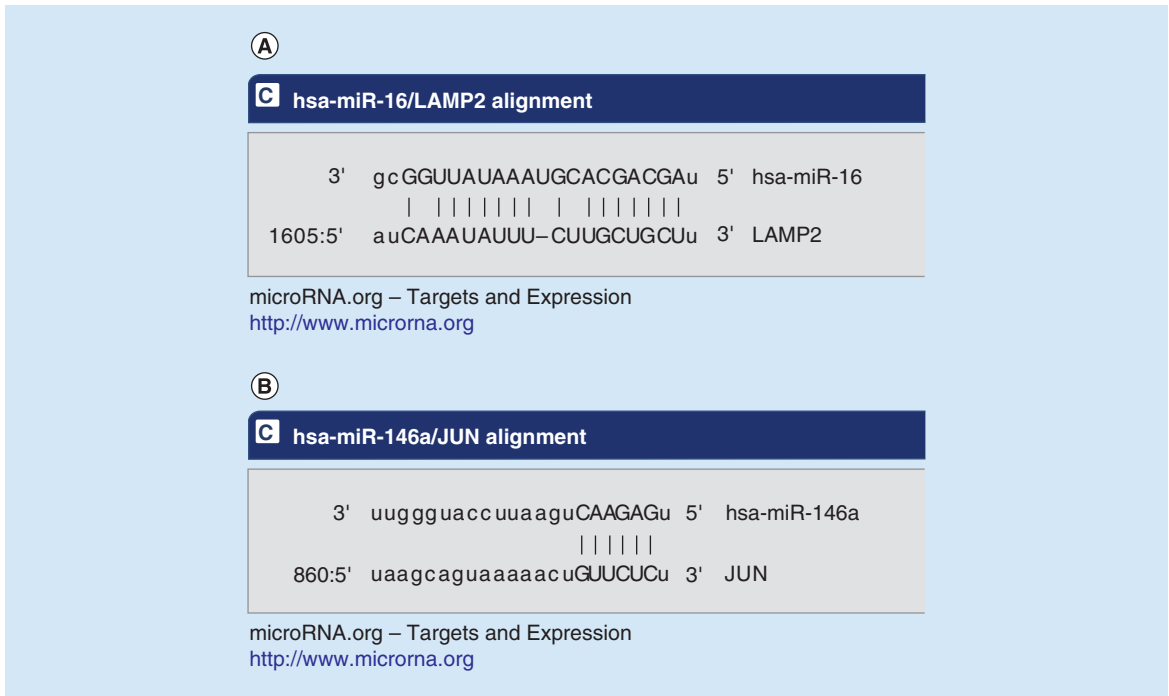 A
C hsa-miR-16/LAMP2 alignment
3' gcGGUUAUAAAUGCACGACGAu 5' hsa-miR-16
| ||||||| | |||||||
1605:5' auCAAAUAUUU–CUUGCUGCUu 3' LAMP2
microRNA.org – Targets and Expression
http://www.microrna.org
B
C hsa-miR-146a/JUN alignment
3' uuggguaccuuaaguCAAGAGu 5' hsa-miR-146a
||||||
860:5' uaagcaguaaaaacuGUUCUCu 3' JUN
microRNA.org – Targets and Expression
http://www.microrna.org